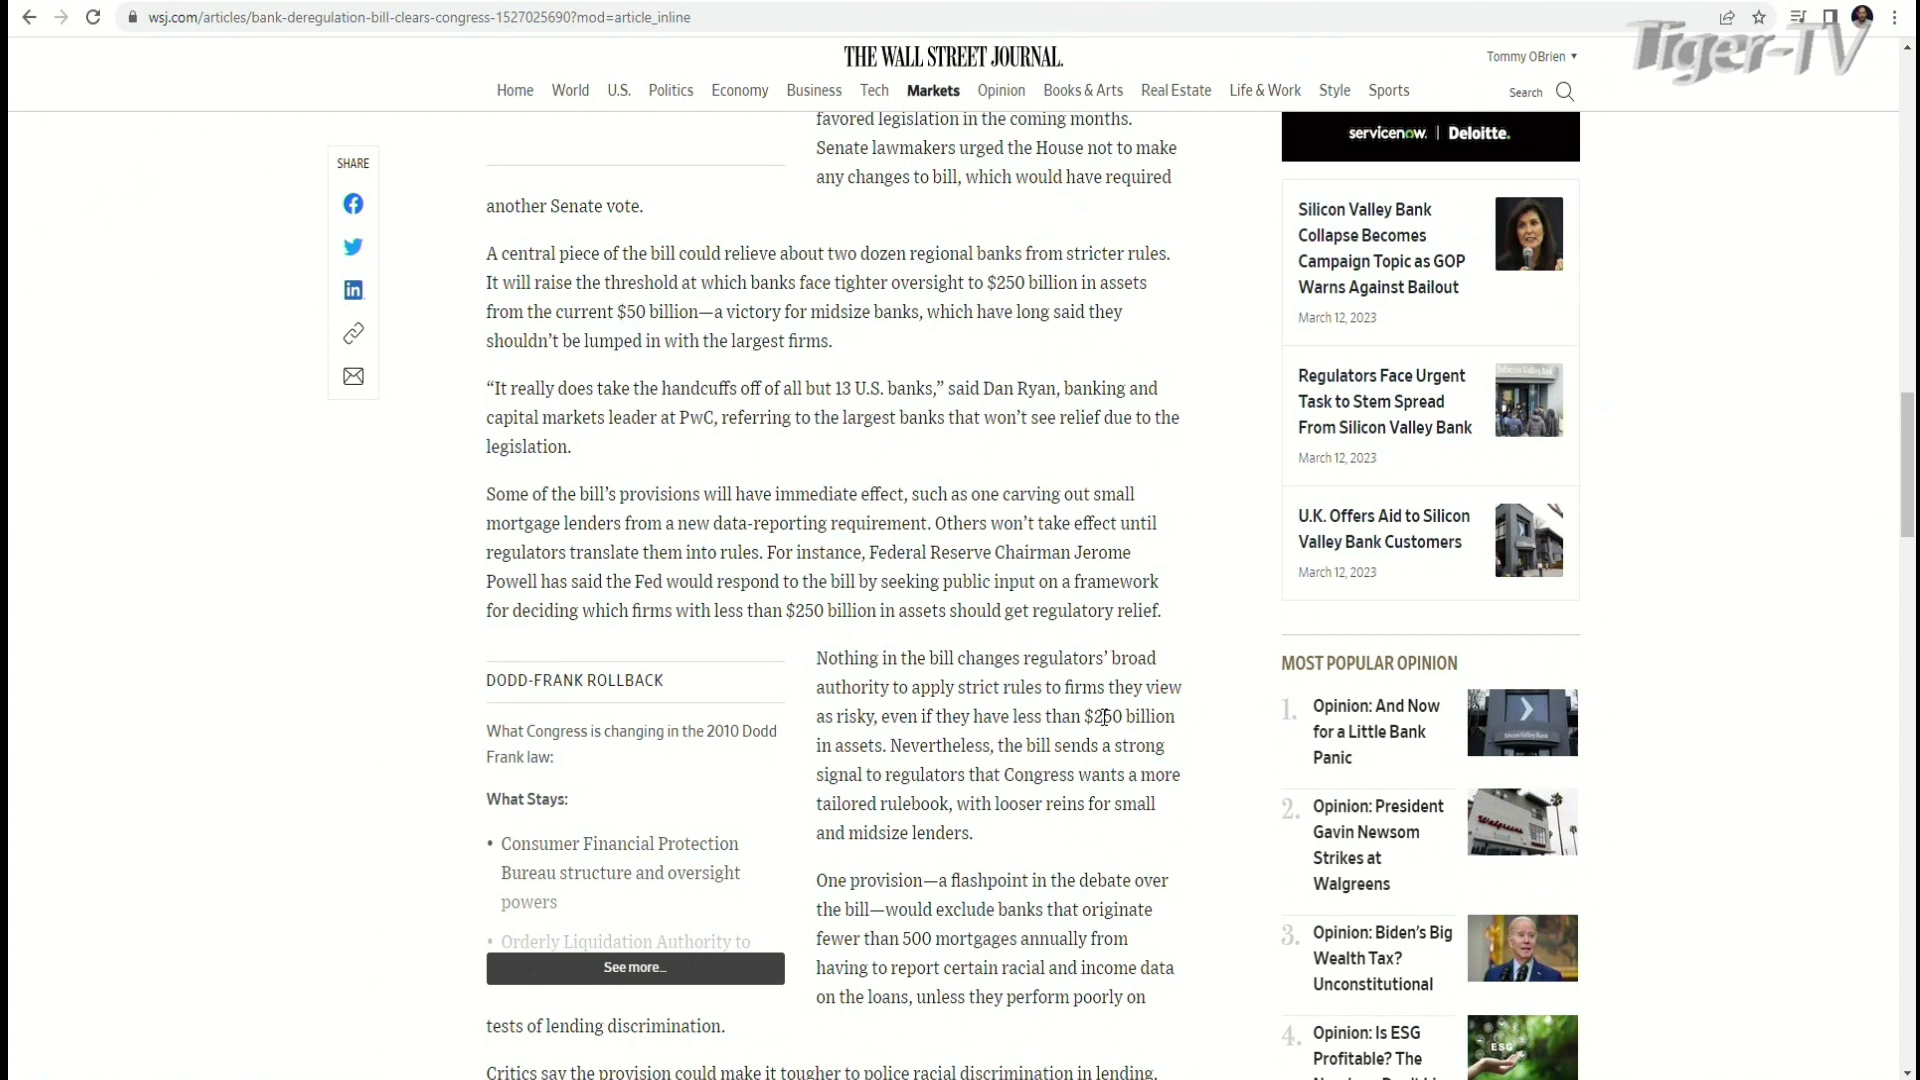 wsj.com/articles/bank-deregulation-bill-clears-congress-1527025690?mod=article_inline
Tiger-TV
THE WALL STREET JOURNAL.
Tommy OBrien
Home World U.S. Politics Economy Business Tech Markets Opinion Books & Arts Real Estate Life & Work Style Sports
Search
SHARE
favored legislation in the coming months.
Senate lawmakers urged the House not to make
any changes to bill, which would have required
another Senate vote.
A central piece of the bill could relieve about two dozen regional banks from stricter rules.
It will raise the threshold at which banks face tighter oversight to $250 billion in assets
from the current $50 billion—a victory for midsize banks, which have long said they
shouldn’t be lumped in with the largest firms.
“It really does take the handcuffs off of all but 13 U.S. banks,” said Dan Ryan, banking and
capital markets leader at PwC, referring to the largest banks that won’t see relief due to the
legislation.
Some of the bill’s provisions will have immediate effect, such as one carving out small
mortgage lenders from a new data-reporting requirement. Others won’t take effect until
regulators translate them into rules. For instance, Federal Reserve Chairman Jerome
Powell has said the Fed would respond to the bill by seeking public input on a framework
for deciding which firms with less than $250 billion in assets should get regulatory relief.
DODD-FRANK ROLLBACK
What Congress is changing in the 2010 Dodd
Frank law:
What Stays:
• Consumer Financial Protection
Bureau structure and oversight
powers
• Orderly Liquidation Authority to
See more...
Nothing in the bill changes regulators’ broad
authority to apply strict rules to firms they view
as risky, even if they have less than $250 billion
in assets. Nevertheless, the bill sends a strong
signal to regulators that Congress wants a more
tailored rulebook, with looser reins for small
and midsize lenders.
One provision—a flashpoint in the debate over
the bill—would exclude banks that originate
fewer than 500 mortgages annually from
having to report certain racial and income data
on the loans, unless they perform poorly on
tests of lending discrimination.
Critics say the provision could make it tougher to police racial discrimination in lending.
servicenow. | Deloitte.
Silicon Valley Bank
Collapse Becomes
Campaign Topic as GOP
Warns Against Bailout
March 12, 2023
Regulators Face Urgent
Task to Stem Spread
From Silicon Valley Bank
March 12, 2023
U.K. Offers Aid to Silicon
Valley Bank Customers
March 12, 2023
MOST POPULAR OPINION
1. Opinion: And Now
for a Little Bank
Panic
2. Opinion: President
Gavin Newsom
Strikes at
Walgreens
3. Opinion: Biden’s Big
Wealth Tax?
Unconstitutional
4. Opinion: Is ESG
Profitable? The
ESG